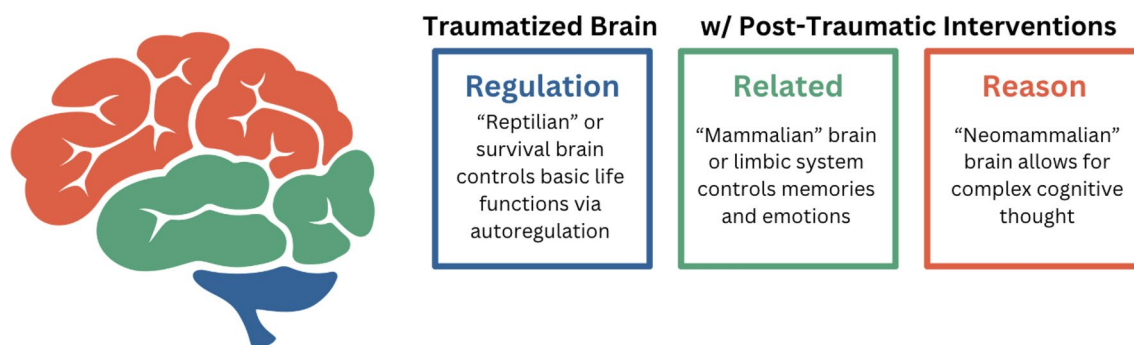 Traumatized Brain
w/ Post-Traumatic Interventions
Regulation
“Reptilian” or
survival brain
controls basic life
functions via
autoregulation
Related
“Mammalian” brain
or limbic system
controls memories
and emotions
Reason
“Neomammalian”
brain allows for
complex cognitive
thought